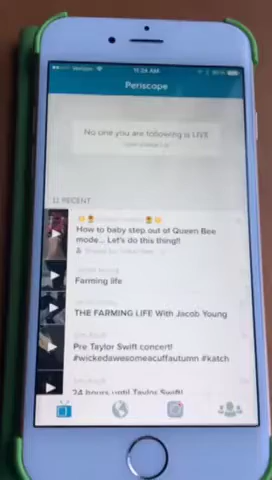 Verizon 11:26 AM
Periscope
No one you are following is LIVE
12 RECENT
How to baby step out of Queen Bee
mode... Let's do this thing!!
Farming life
THE FARMING LIFE With Jacob Young
Pre Taylor Swift concert!
#wickedawesomeacuffautumn #katch
24 hours until Taylor Swift!